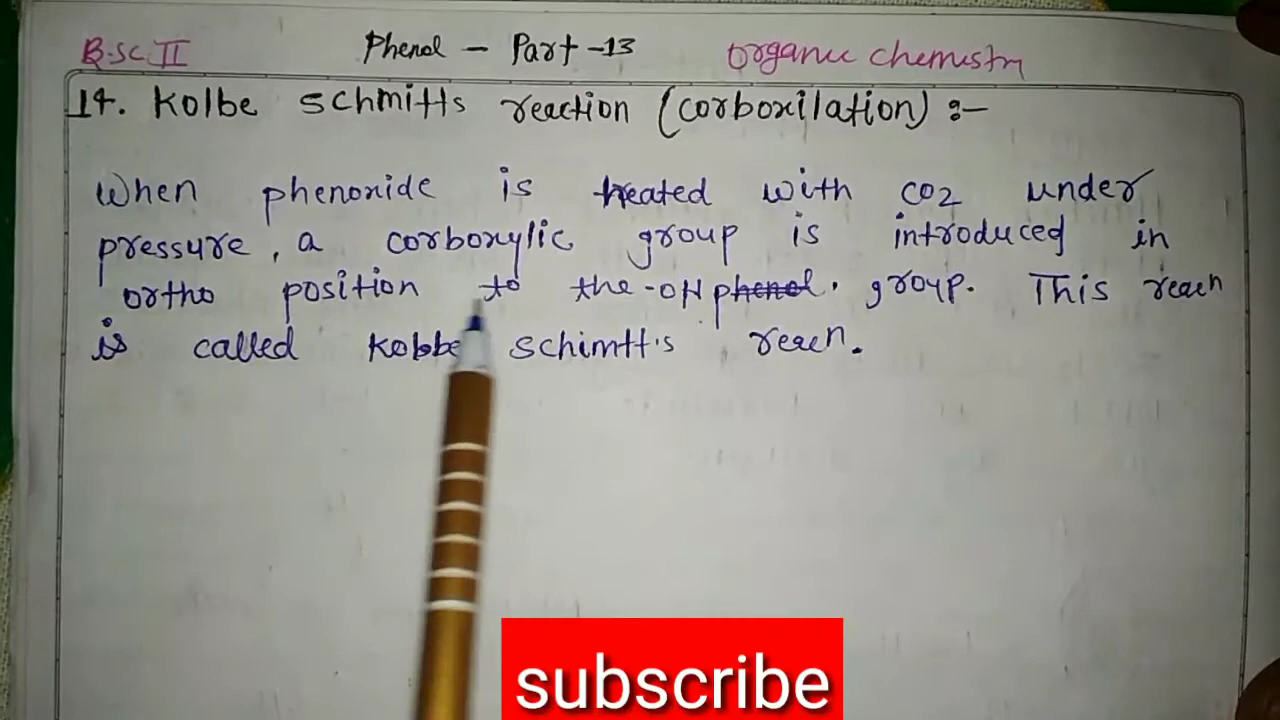 B.SC II Phenol - Part-13 Organic chemistry
14. Kolbe Schmitts reaction (corboxilation) :-
When phenoxide is treated with CO2 under
pressure, a corboxylic group is introduced in
ortho position to the -OH phenol. group. This reacn
is called Kobbe Schimtt's reacn.
subscribe